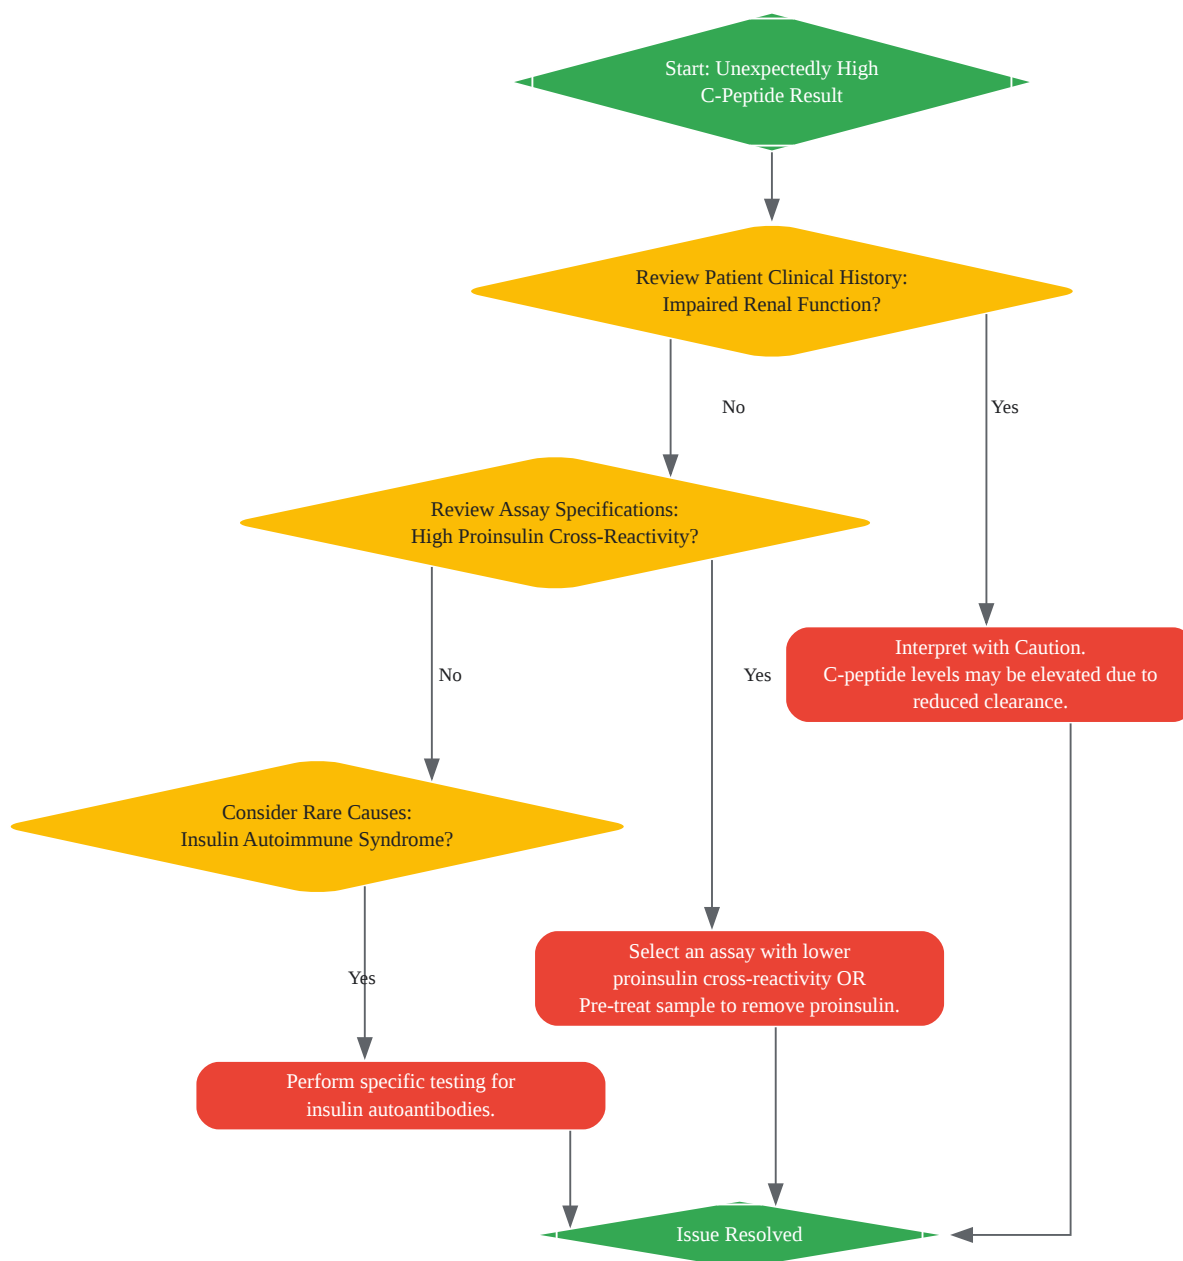 Start: Unexpectedly High
C-Peptide Result
Review Patient Clinical History:
Impaired Renal Function?
No
Yes
Review Assay Specifications:
High Proinsulin Cross-Reactivity?
No
Yes
Interpret with Caution.
C-peptide levels may be elevated due to
reduced clearance.
Consider Rare Causes:
Insulin Autoimmune Syndrome?
Yes
Select an assay with lower
proinsulin cross-reactivity OR
Pre-treat sample to remove proinsulin.
Perform specific testing for
insulin autoantibodies.
Issue Resolved